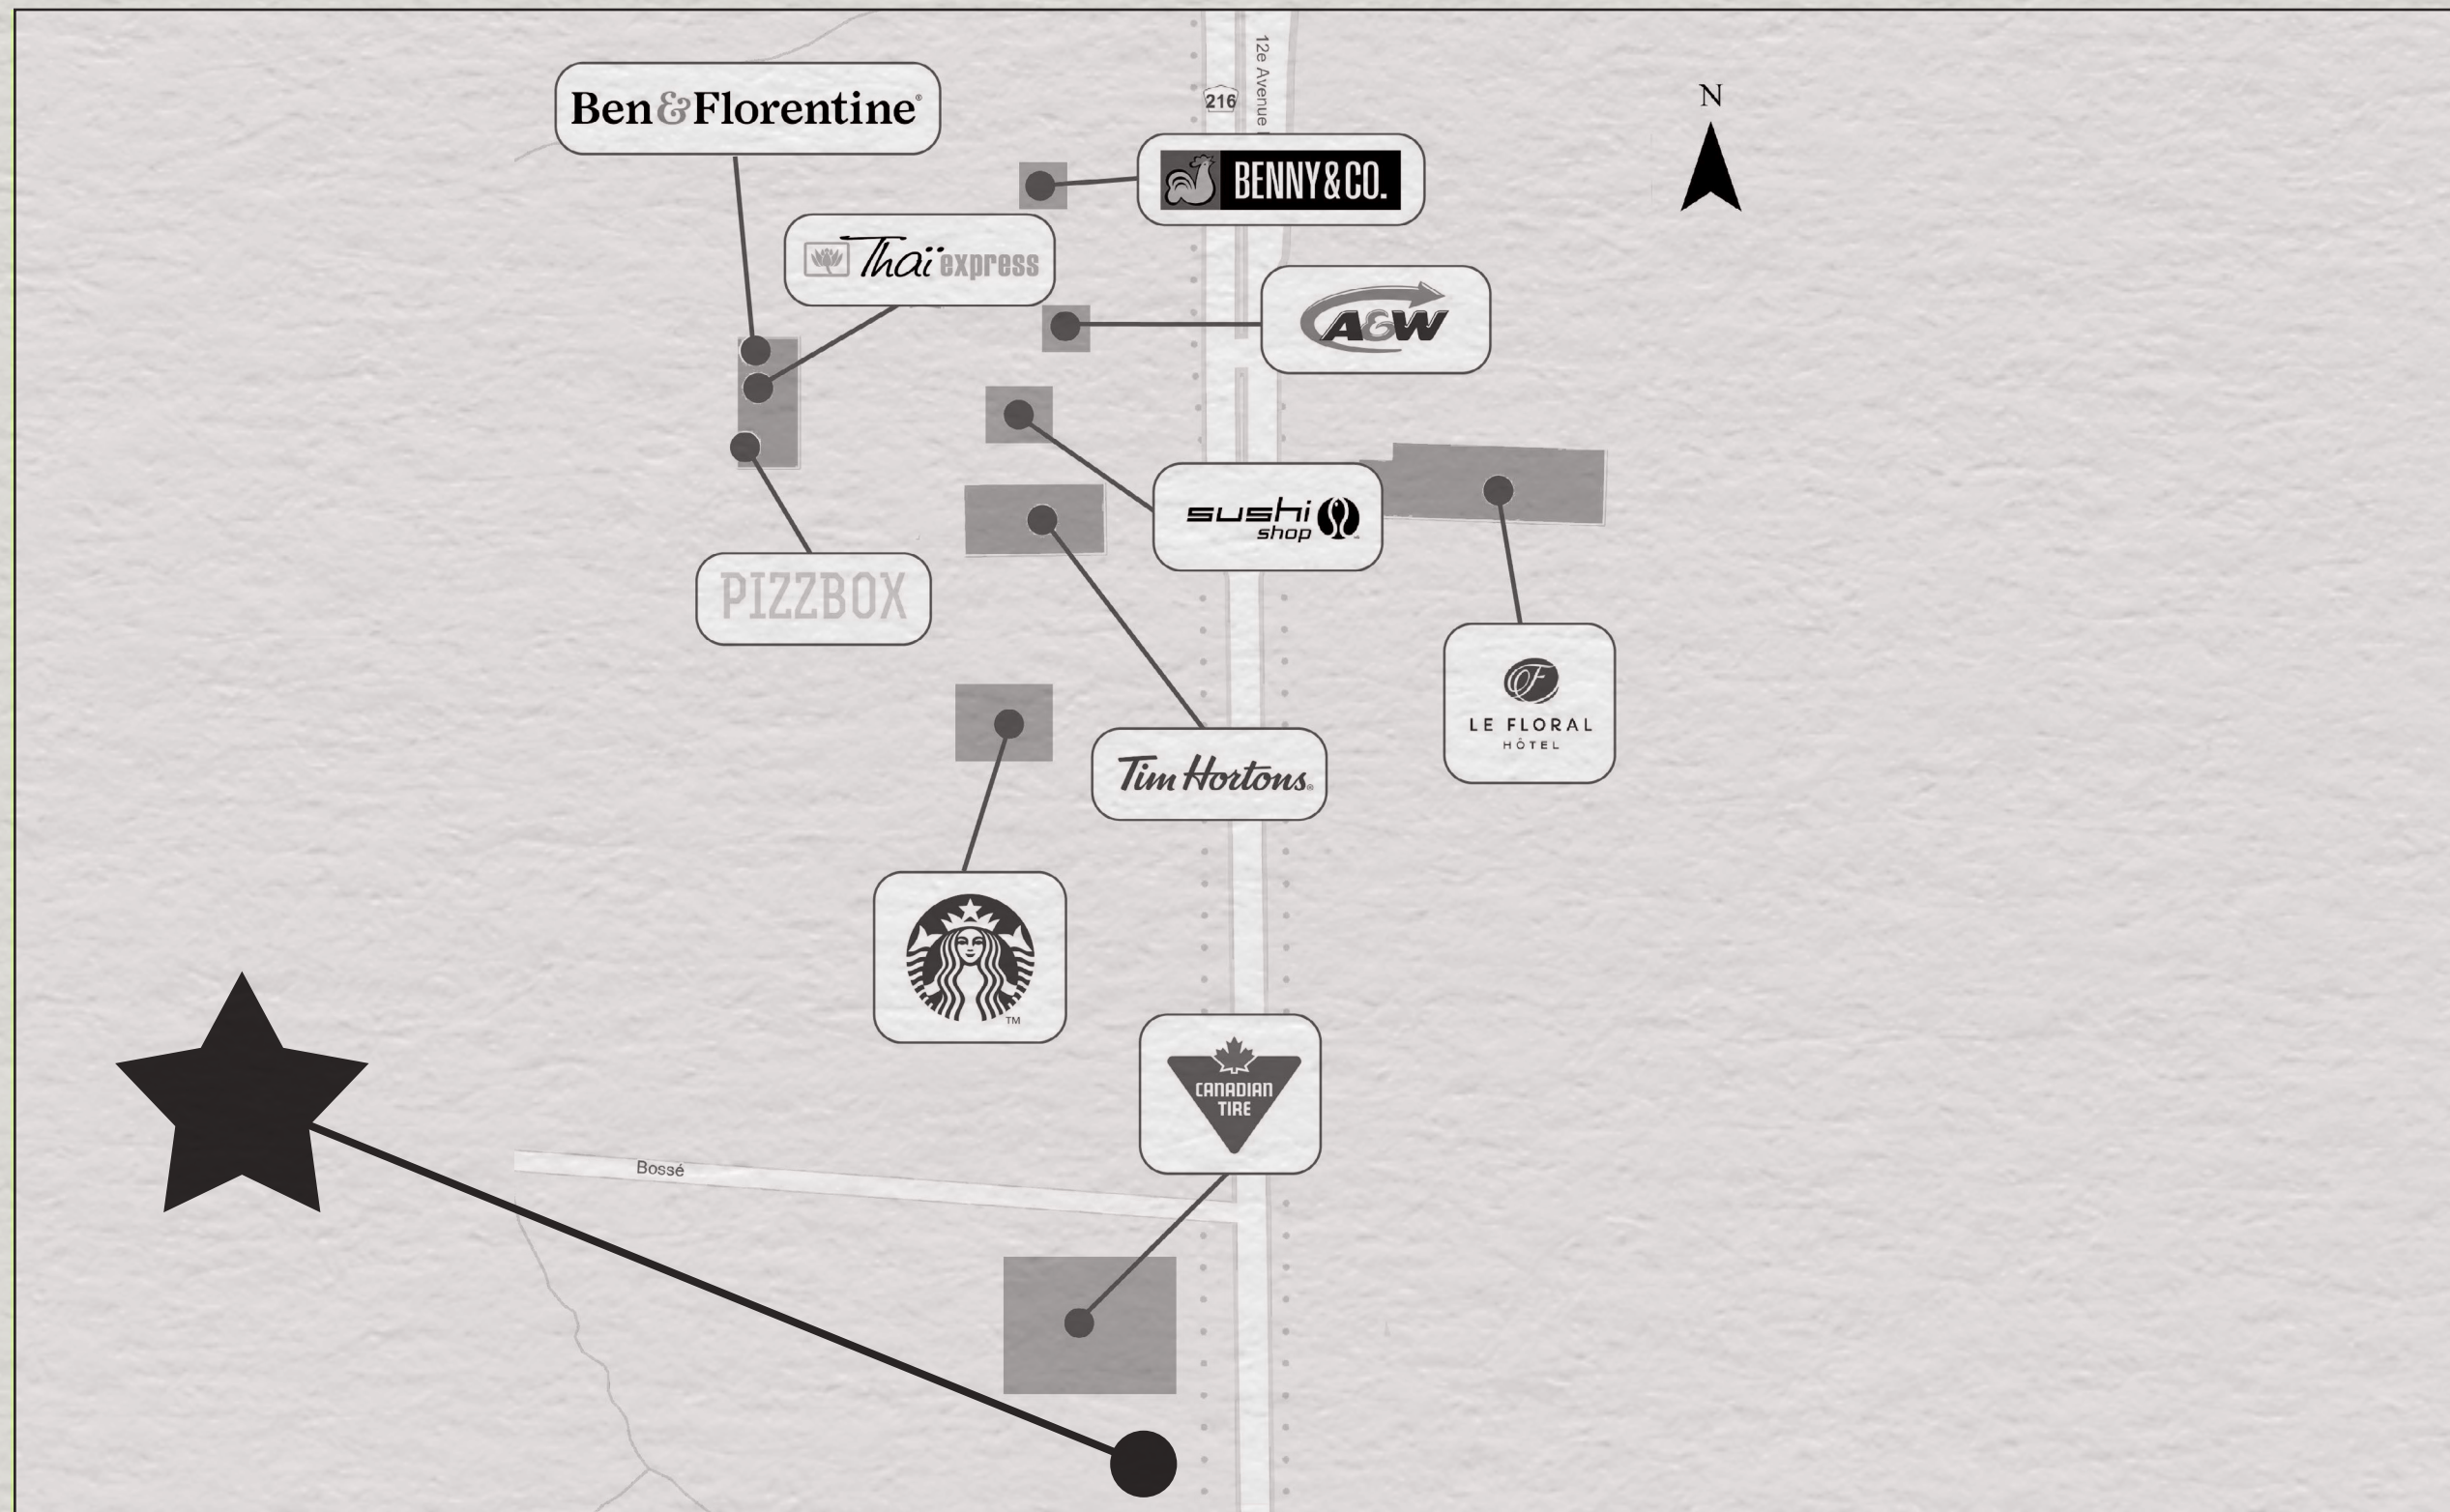 12e Avenue
216
N
Ben&Florentine
BENNY&CO.
Thaï express
A&W
sushi
shop
PIZZBOX
F
LE FLORAL
HÔTEL
Tim Hortons®
TM
CANADIAN
TIRE
Bossé